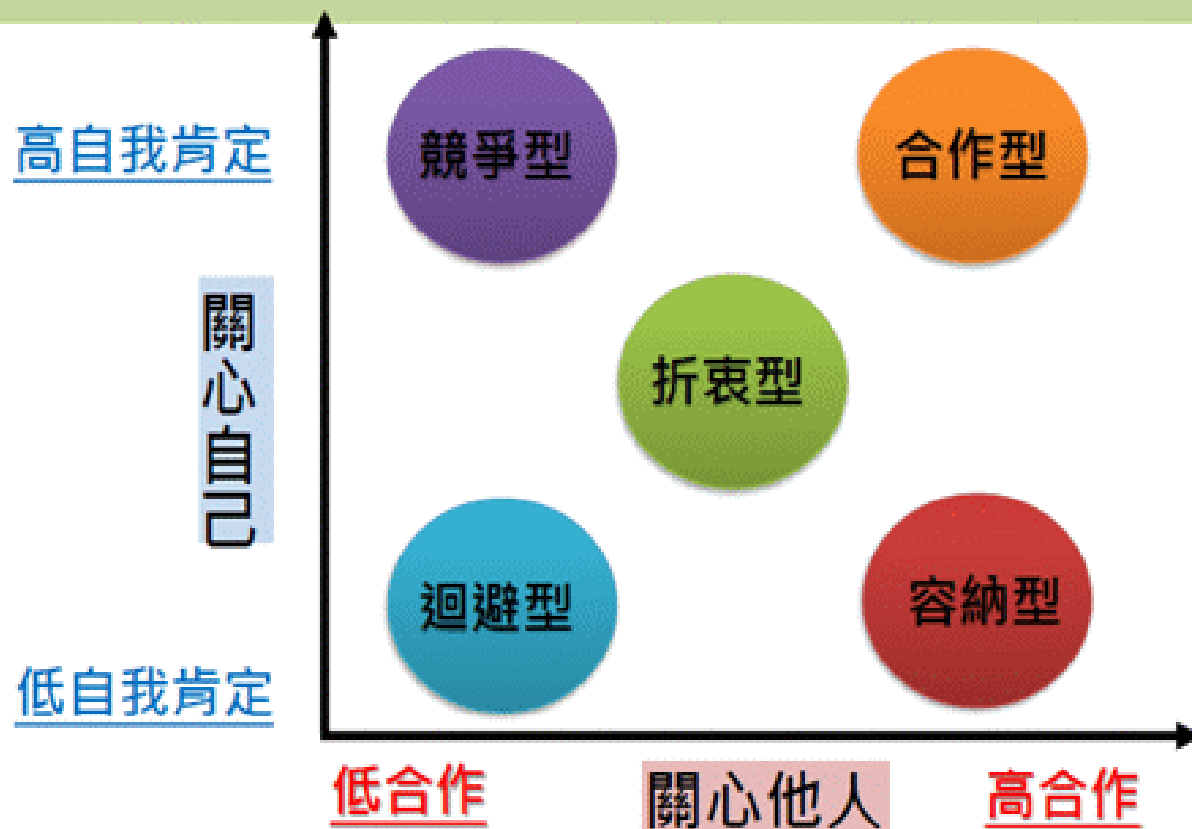 高自我肯定
競爭型
合作型
關心自己
折衷型
迴避型
容納型
低自我肯定
低合作
關心他人
高合作